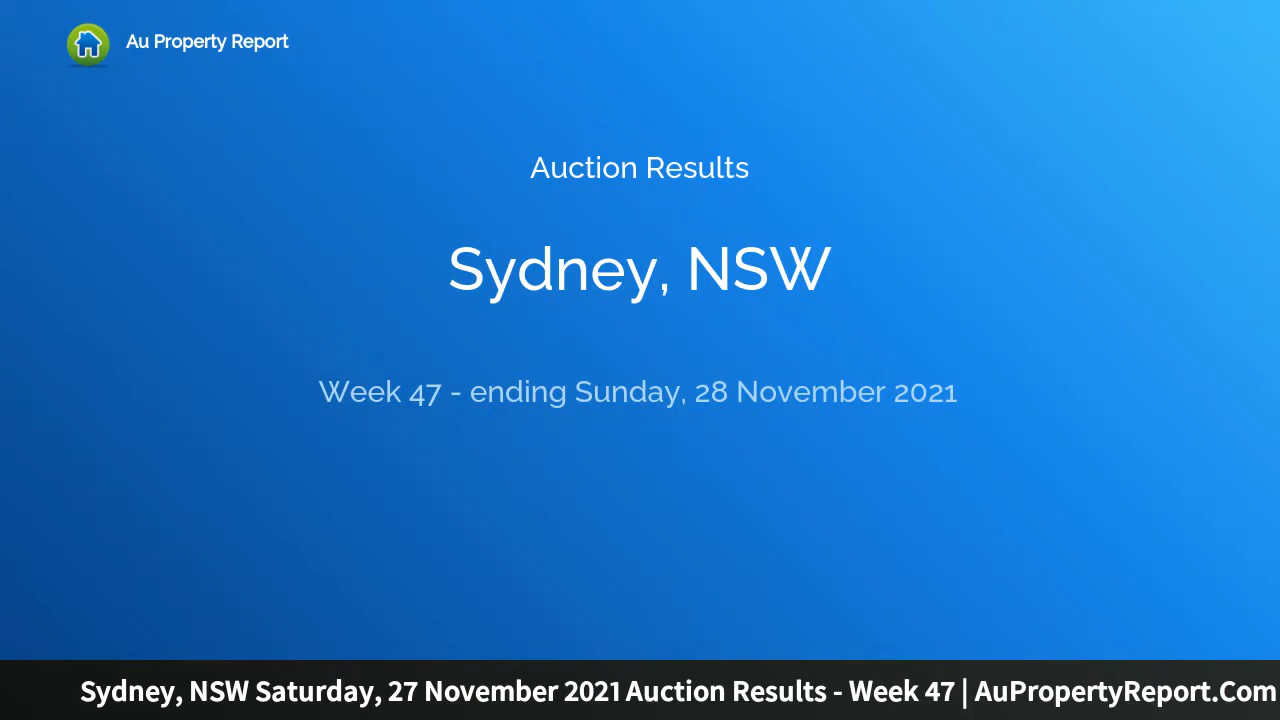 Au Property Report
Auction Results
Sydney, NSW
Week 47 - ending Sunday, 28 November 2021
Sydney, NSW Saturday, 27 November 2021 Auction Results - Week 47 | AuPropertyReport.Com